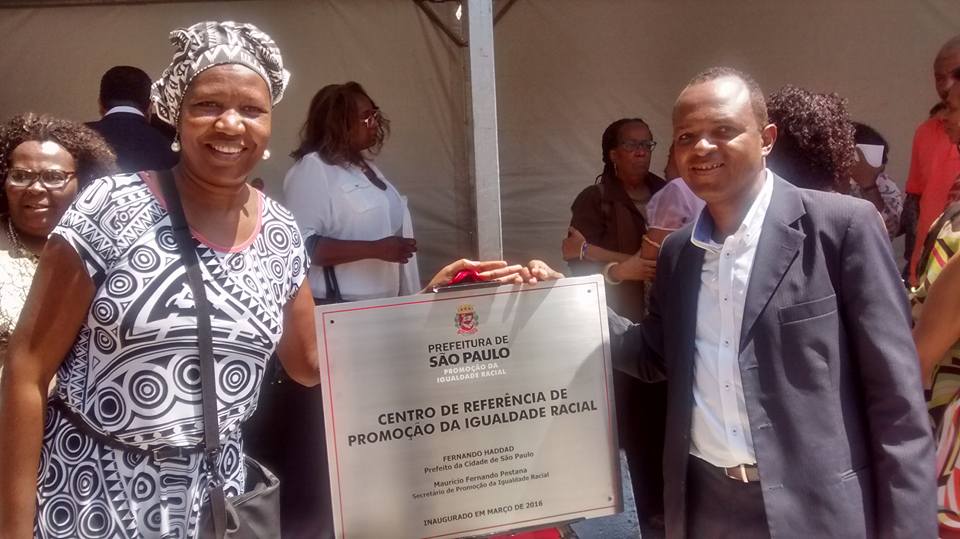 PREFEITURA DE
SÃO PAULO
PROMOÇÃO DA
IGUALDADE RACIAL
CENTRO DE REFERÊNCIA DE
PROMOÇÃO DA IGUALDADE RACIAL
FERNANDO HADDAD
Prefeito da Cidade de São Paulo
Maurício Fernando Pestana
Secretário de Promoção da Igualdade Racial
INAUGURADO EM MARÇO DE 2016